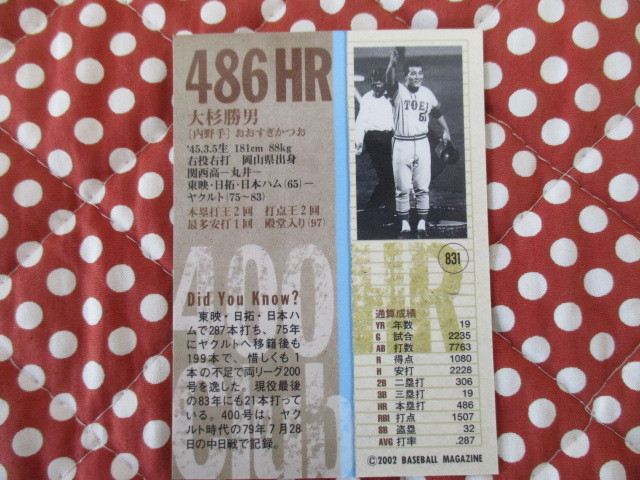 486HR
大杉勝男
[内野手] おおすぎかつお
'45.3.5生 181cm 88kg
右投右打 岡山県出身
関西高―丸井―
東映・日拓・日本ハム(65)―
ヤクルト(75〜83)
本塁打王2回 打点王2回
最多安打1回 殿堂入り(97)
400
Club
HR
Did You Know?
東映・日拓・日本ハ
ムで287本打ち、75年
にヤクルトへ移籍後も
199本で、惜しくも1
本の不足で両リーグ200
号を逸した。現役最後
の83年にも21本打って
いる。400号は、ヤク
ルト時代の79年7月28
日の中日戦で記録。
TOEI
51
831
通算成績
YR 年数 19
G 試合 2235
AB 打数 7763
R 得点 1080
H 安打 2228
2B 二塁打 306
3B 三塁打 19
HR 本塁打 486
RBI 打点 1507
SB 盗塁 32
AVG 打率 .287
©2002 BASEBALL MAGAZINE